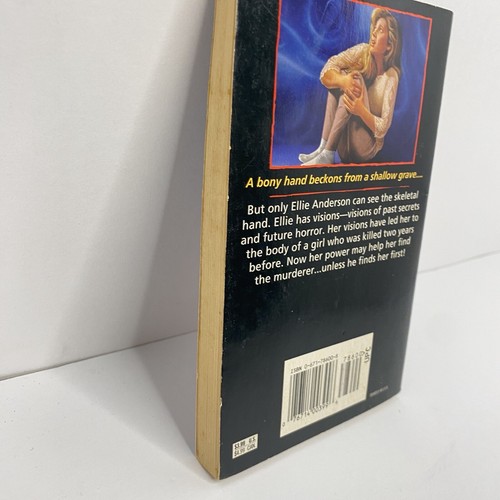 A bony hand beckons from a shallow grave....
But only Ellie Anderson can see the skeletal
hand. Ellie has visions—visions of past secrets
and future horror. Her visions have led her to
the body of a girl who was killed two years
before. Now her power may help her find
the murderer...unless he finds her first!
$3.99 U.S.